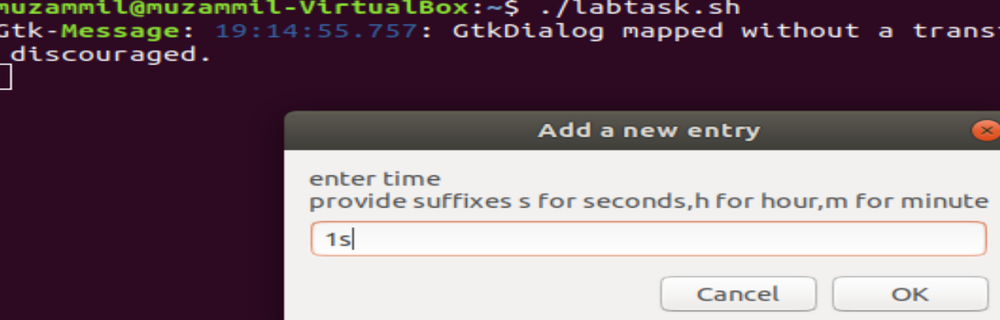 muzammil@muzammil-VirtualBox:~$ ./labtask.sh
Gtk-Message: 19:14:55.757: GtkDialog mapped without a
discouraged.
Add a new entry
enter time
provide suffixes s for seconds,h for hour,m for minute
1s
Cancel
OK